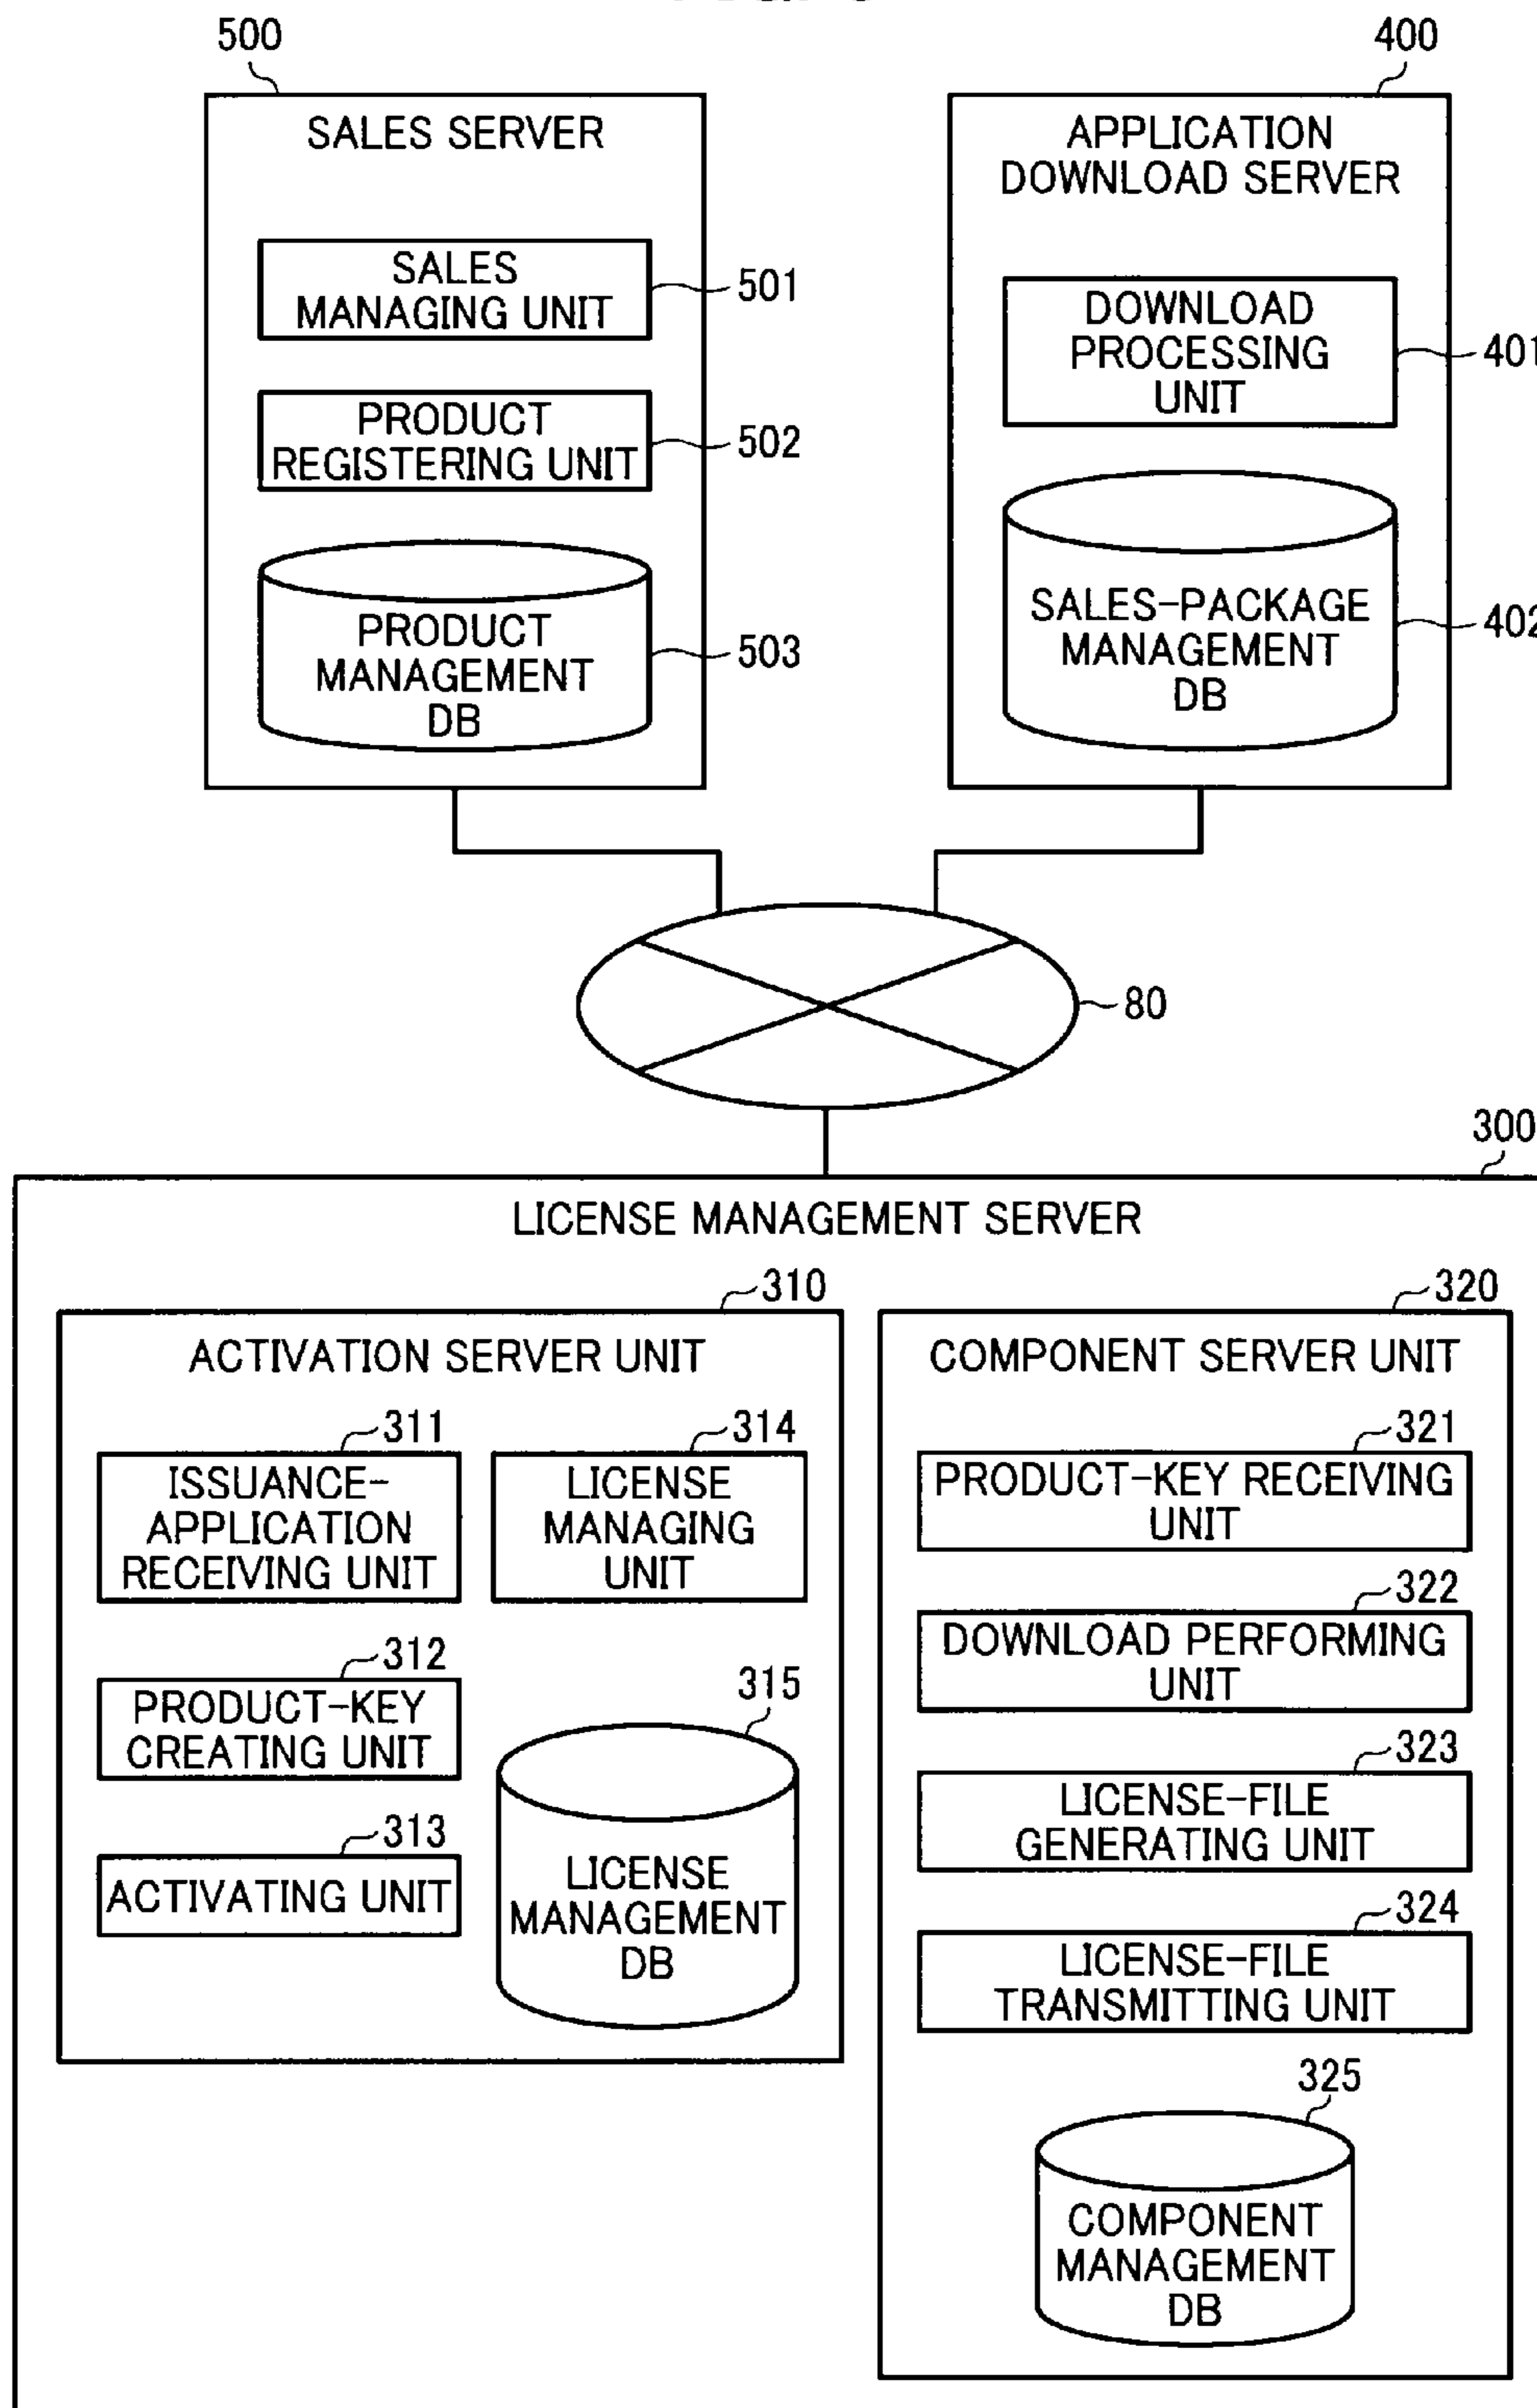 500
SALES SERVER
SALES
MANAGING UNIT
501
PRODUCT
REGISTERING UNIT
502
PRODUCT
MANAGEMENT
DB
503
400
APPLICATION
DOWNLOAD SERVER
DOWNLOAD
PROCESSING
UNIT
401
SALES-PACKAGE
MANAGEMENT
DB
402
80
300
LICENSE MANAGEMENT SERVER
310
ACTIVATION SERVER UNIT
311
ISSUANCE-
APPLICATION
RECEIVING UNIT
314
LICENSE
MANAGING
UNIT
312
PRODUCT-KEY
CREATING UNIT
313
ACTIVATING UNIT
315
LICENSE
MANAGEMENT
DB
320
COMPONENT SERVER UNIT
321
PRODUCT-KEY RECEIVING
UNIT
322
DOWNLOAD PERFORMING
UNIT
323
LICENSE-FILE
GENERATING UNIT
324
LICENSE-FILE
TRANSMITTING UNIT
325
COMPONENT
MANAGEMENT
DB